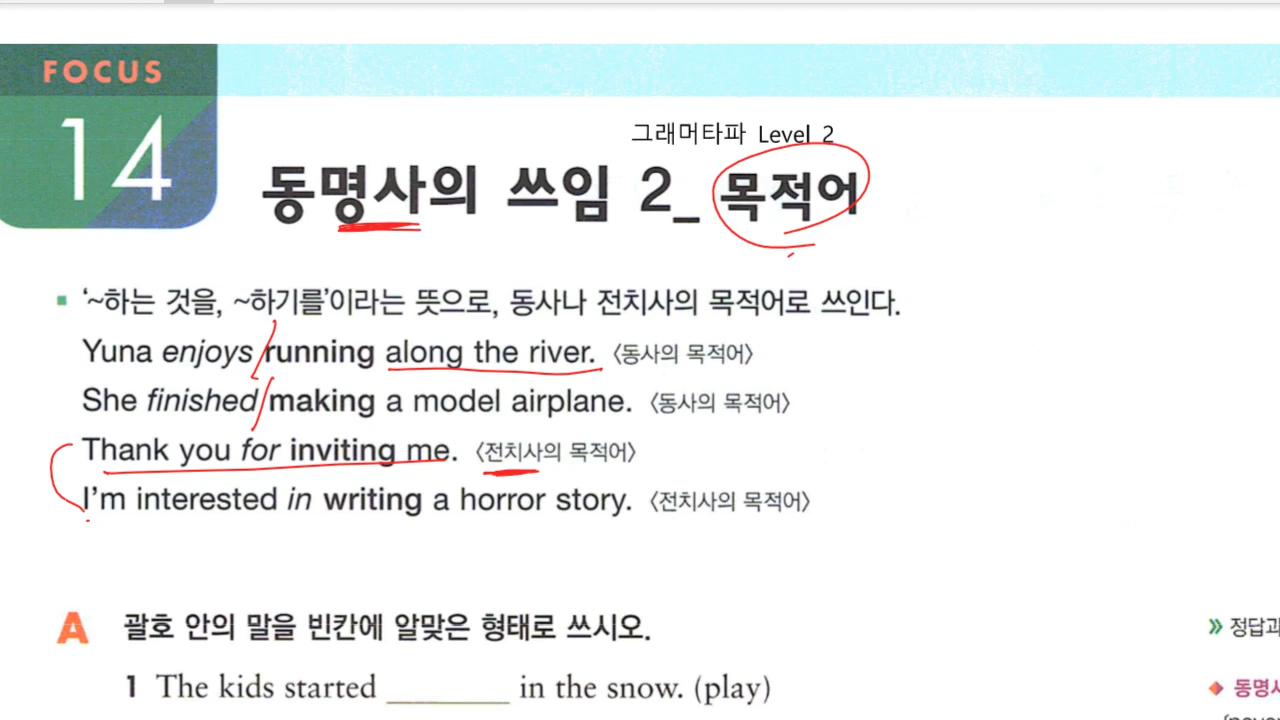 FOCUS
14
그래머타파 Level 2
동명사의 쓰임 2_ 목적어
▪ '~하는 것을, ~하기를'이라는 뜻으로, 동사나 전치사의 목적어로 쓰인다.
Yuna enjoys running along the river. 〈동사의 목적어〉
She finished making a model airplane. 〈동사의 목적어〉
Thank you for inviting me. 〈전치사의 목적어〉
I'm interested in writing a horror story. 〈전치사의 목적어〉
A 괄호 안의 말을 빈칸에 알맞은 형태로 쓰시오.
» 정답과
1 The kids started ________ in the snow. (play)
◆ 동명사